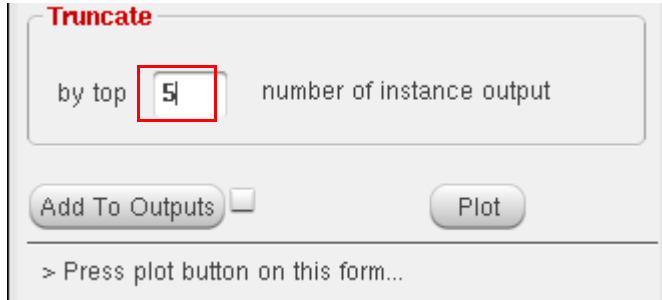 Truncate
by top 5 number of instance output
Add To Outputs Plot
> Press plot button on this form...